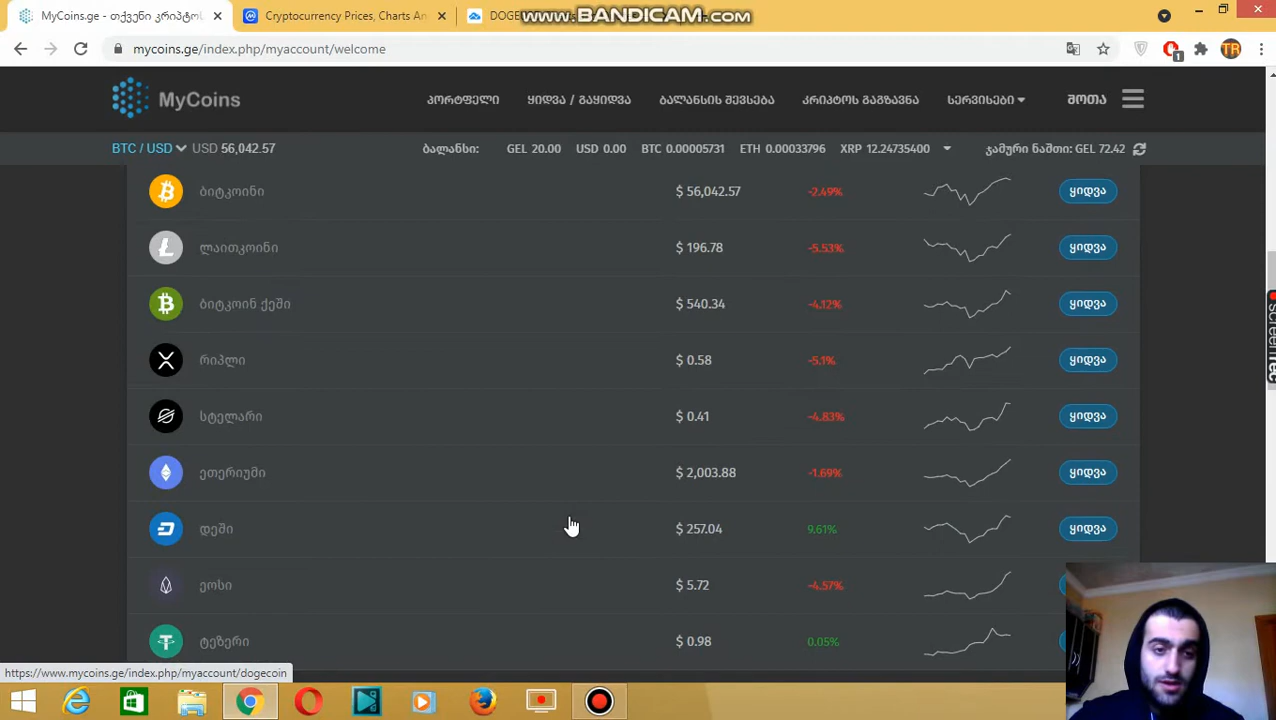 MyCoins - თქვენი კრიპტოს
Cryptocurrency Prices, Charts An
DOGE
www.BANDICAM.com
mycoins.ge/index.php/myaccount/welcome
TR
1
MyCoins
პორტფელი
ყიდვა / გაყიდვა
ბალანსის შევსება
კრიპტოს გაგზავნა
სერვისები
შოთა
BTC / USD
USD 56,042.57
ბალანსი:
GEL 20.00
USD 0.00
BTC 0.00005731
ETH 0.00033796
XRP 12.24735400
ჯამური ნაშთი: GEL 72.42
ბიტკოინი $ 56,042.57 -2.49% ყიდვა
ლაითკოინი $ 196.78 -5.53% ყიდვა
ბიტკოინ ქეში $ 540.34 -4.12% ყიდვა
რიპლი $ 0.58 -5.1% ყიდვა
სტელარი $ 0.41 -4.83% ყიდვა
ეთერიუმი $ 2,003.88 -1.69% ყიდვა
დეში $ 257.04 9.61% ყიდვა
ეოსი $ 5.72 -4.57%
ტეზერი $ 0.98 0.05%
https://www.mycoins.ge/index.php/myaccount/dogecoin